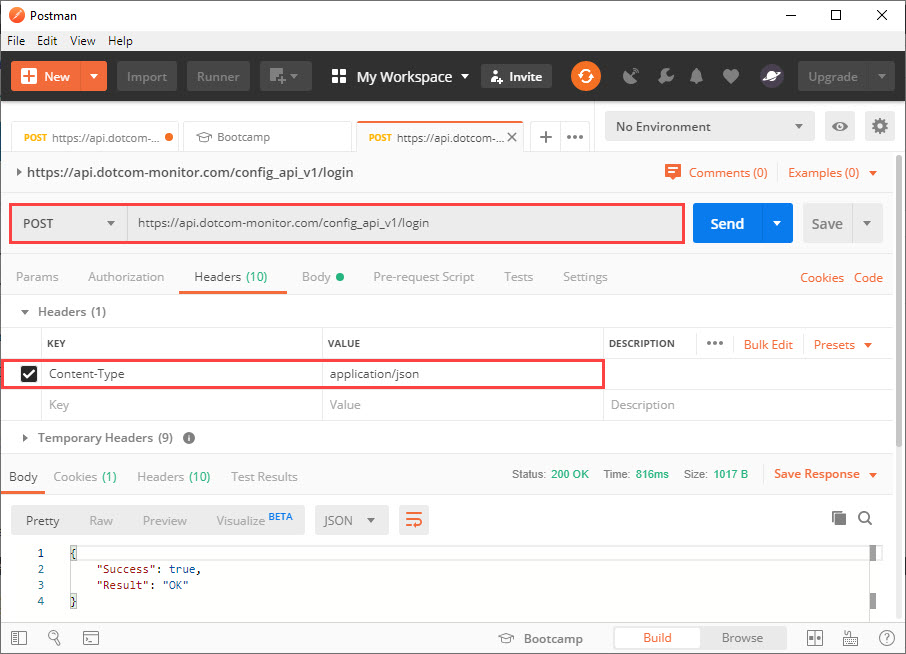 Postman
File Edit View Help
New Import Runner My Workspace Invite Upgrade
POST https://api.dotcom-... Bootcamp POST https://api.dotcom-... No Environment
https://api.dotcom-monitor.com/config_api_v1/login Comments (0) Examples (0)
POST https://api.dotcom-monitor.com/config_api_v1/login Send Save
Params Authorization Headers (10) Body Pre-request Script Tests Settings Cookies Code
Headers (1)
KEY VALUE DESCRIPTION ••• Bulk Edit Presets
Content-Type application/json
Key Value Description
Temporary Headers (9)
Body Cookies (1) Headers (10) Test Results Status: 200 OK Time: 816ms Size: 1017 B Save Response
Pretty Raw Preview Visualize BETA JSON
1 {
2 "Success": true,
3 "Result": "OK"
4 }
Bootcamp Build Browse